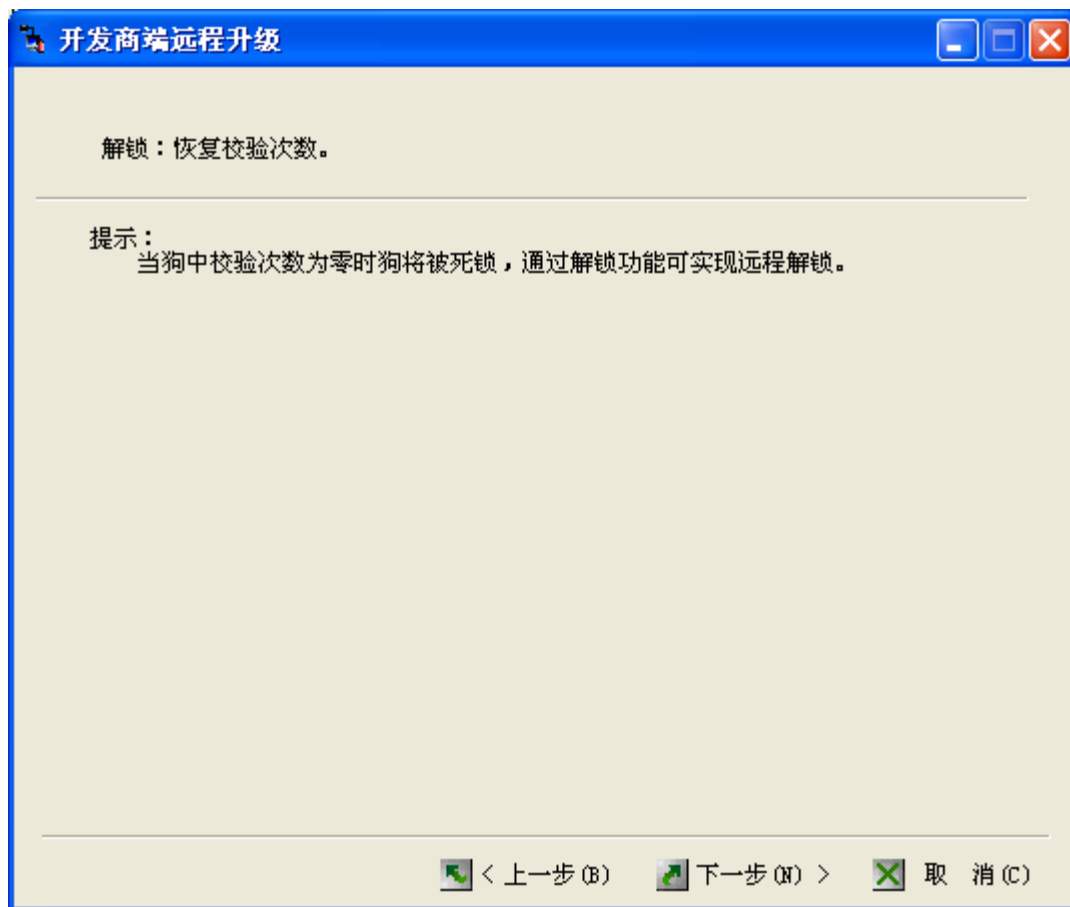 开发商端远程升级
解锁：恢复校验次数。
提示：
当狗中校验次数为零时狗将被死锁，通过解锁功能可实现远程解锁。
< 上一步(B) 下一步(N) > 取 消(C)